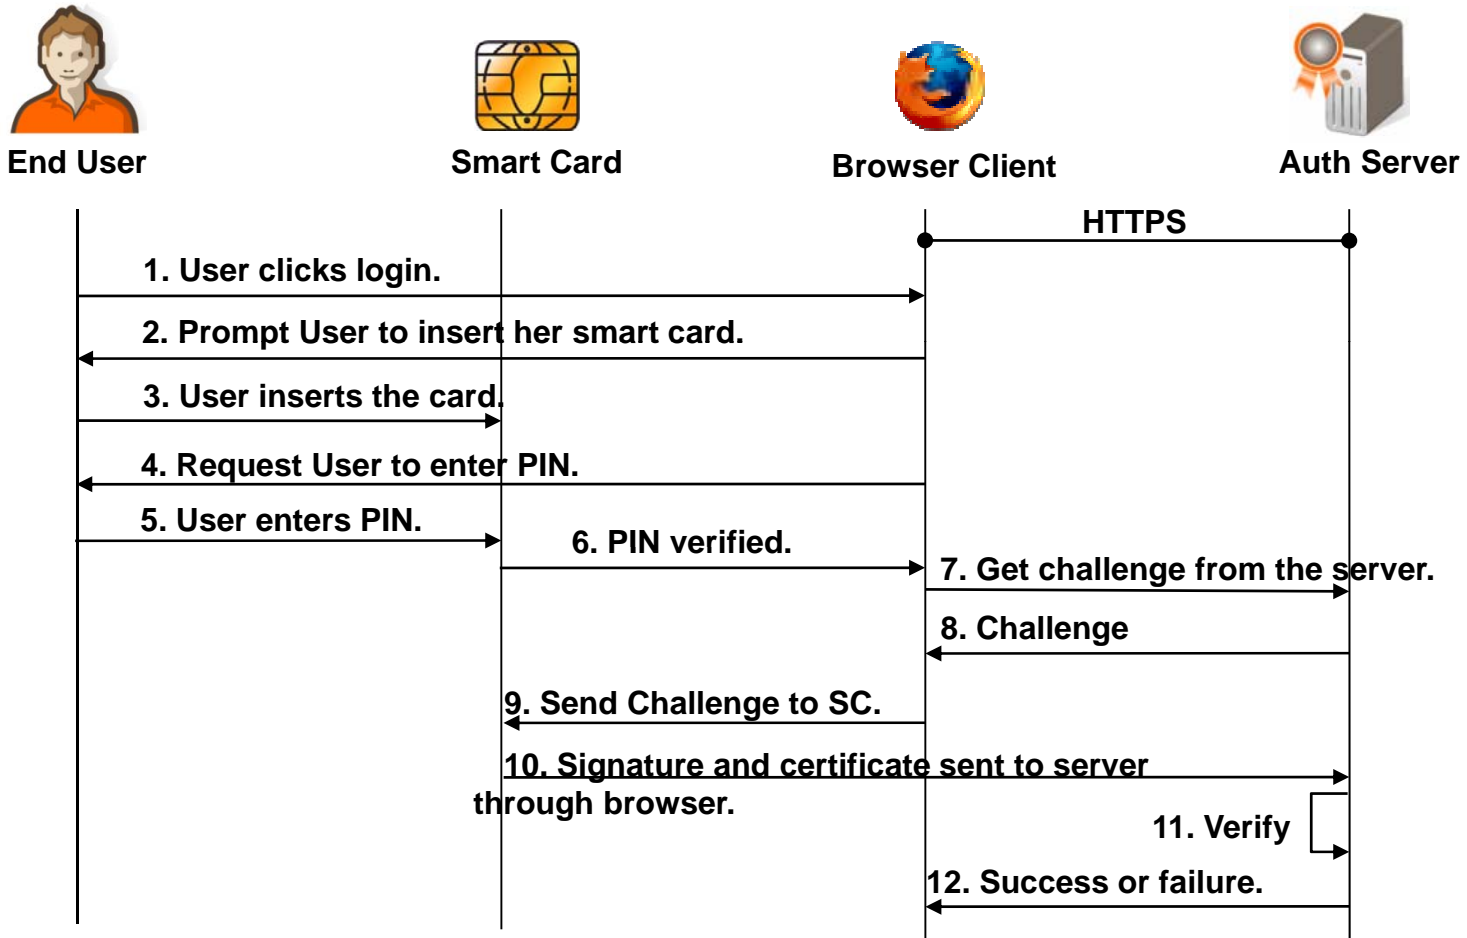 End User
Smart Card
Browser Client
Auth Server
HTTPS
1. User clicks login.
2. Prompt User to insert her smart card.
3. User inserts the card.
4. Request User to enter PIN.
5. User enters PIN.
6. PIN verified.
7. Get challenge from the server.
8. Challenge
9. Send Challenge to SC.
10. Signature and certificate sent to server
through browser.
11. Verify
12. Success or failure.